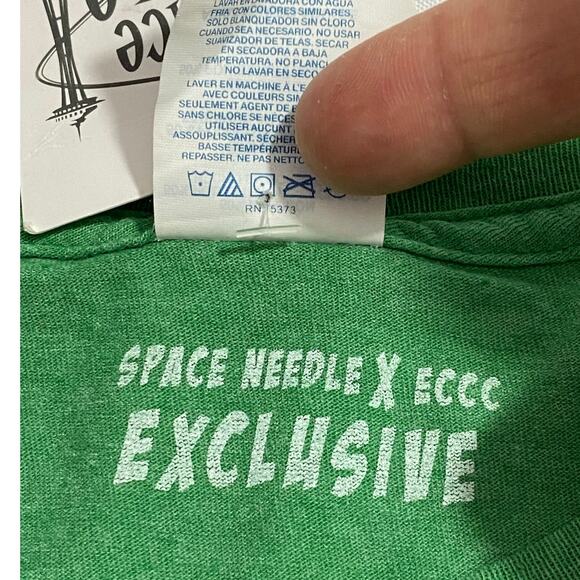 LAVAR EN LAVADORA CON AGUA
FRIA CON COLORES SIMILARES.
SOLO BLANQUEADOR SIN CLORO
CUANDO SEA NECESARIO. NO USAR
SUAVIZADOR DE TELAS. SECAR
EN SECADORA A BAJA
TEMPERATURA. NO PLANCH
NO LAVAR EN SECO
LAVER EN MACHINE À L'E
AVEC COULEURS SIM
SEULEMENT AGENT DE B
SANS CHLORE SE NÉCES
UTILISER AUCUNT
ASSOUPLISSANT. SÉCHER
BASSE TEMPÉRATUR
REPASSER. NE PAS NETTO
RN 5373
SPACE NEEDLE X ECCC
EXCLUSIVE